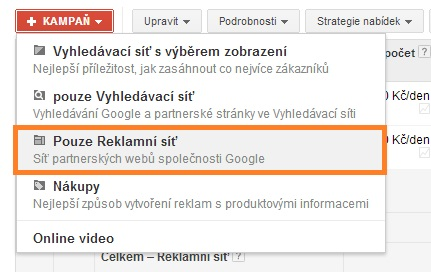 + KAMPAŇ
Upravit
Podrobnosti
Strategie nabídek
Vyhledávací síť s výběrem zobrazení
Nejlepší příležitost, jak zasáhnout co nejvíce zákazníků
počet ?
pouze Vyhledávací síť
Vyhledávání Google a partnerské stránky ve Vyhledávací síti
0 Kč/den
Pouze Reklamní síť
Síť partnerských webů společnosti Google
0 Kč/den
Nákupy
Nejlepší způsob vytvoření reklam s produktovými informacemi
Online video
Celkem – Reklamní síť ?